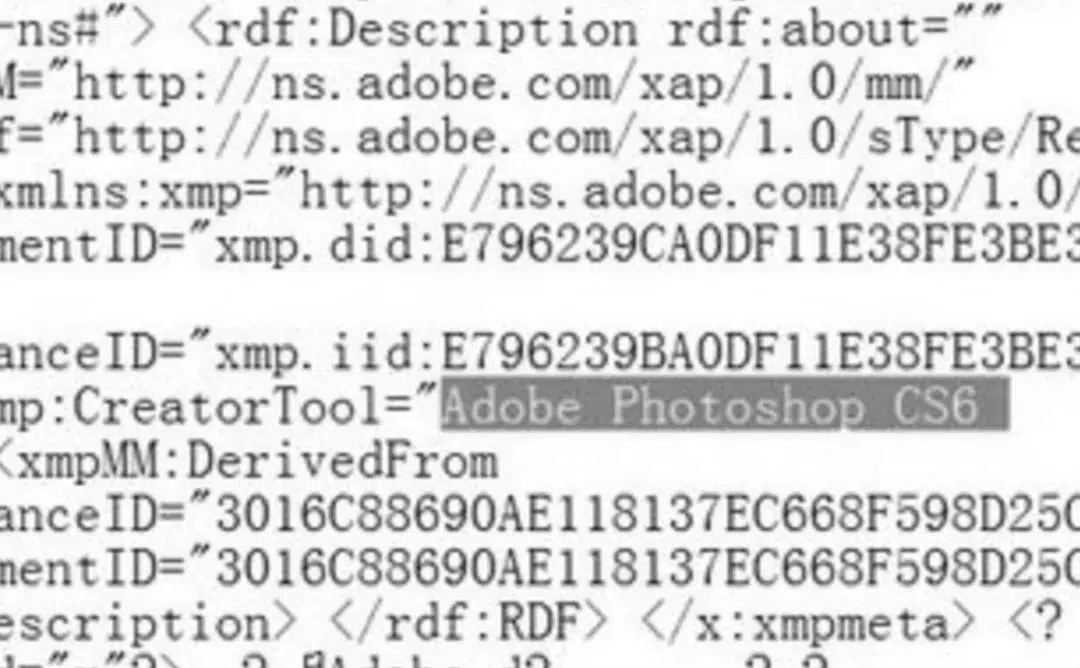 -ns#"> <rdf:Description rdf:about=""
M="http://ns.adobe.com/xap/1.0/mm/"
f="http://ns.adobe.com/xap/1.0/sType/Re
xmlns:xmp="http://ns.adobe.com/xap/1.0/
mentID="xmp.did:E796239CA0DF11E38FE3BE3
anceID="xmp.iid:E796239BA0DF11E38FE3BE3
mp:CreatorTool="Adobe Photoshop CS6
<xmpMM:DerivedFrom
anceID="3016C88690AE118137EC668F598D25C
mentID="3016C88690AE118137EC668F598D25C
escription> </rdf:RDF> </x:xmpmeta> <?